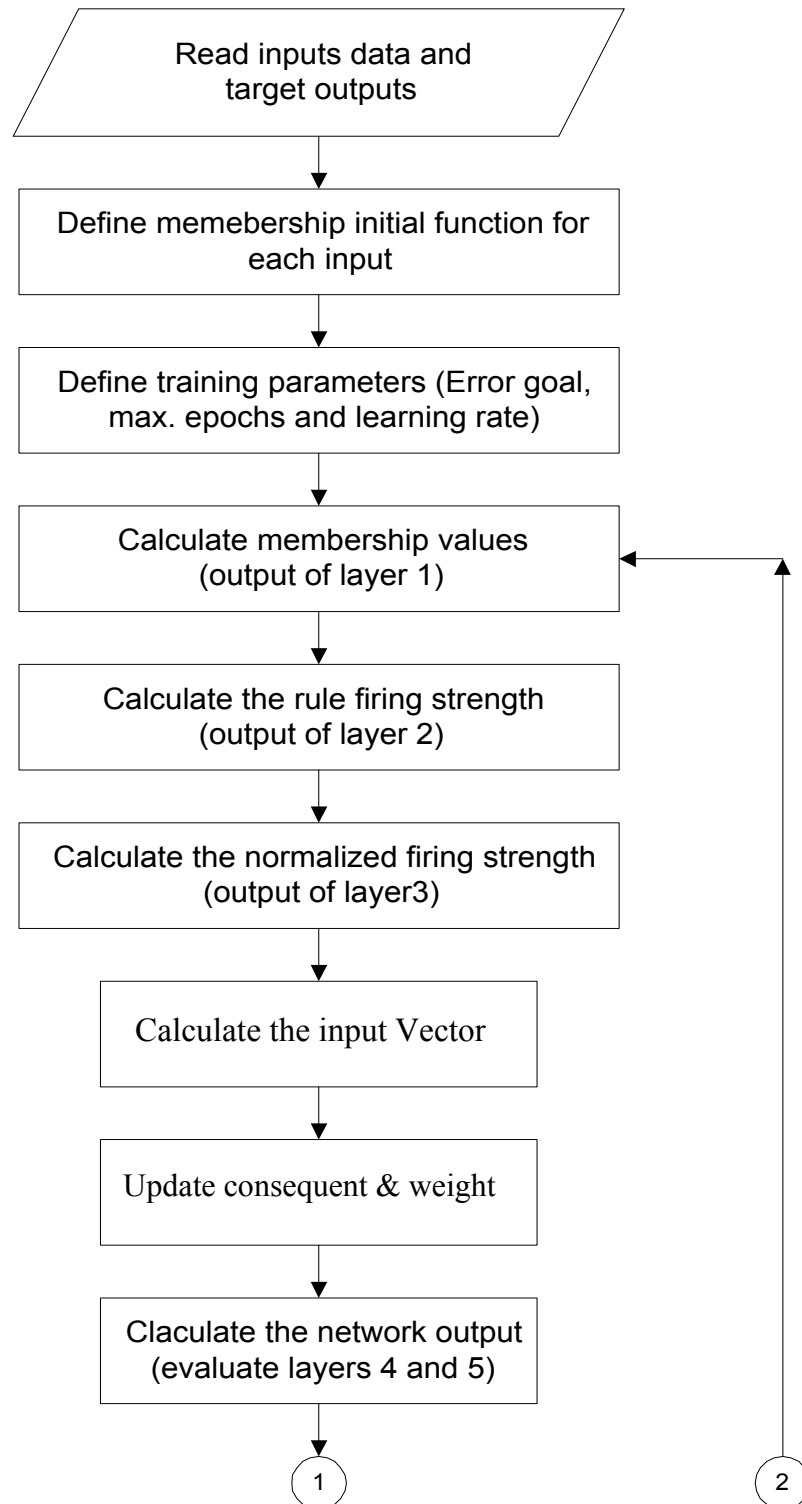 Read inputs data and
target outputs
Define memebership initial function for
each input
Define training parameters (Error goal,
max. epochs and learning rate)
Calculate membership values
(output of layer 1)
Calculate the rule firing strength
(output of layer 2)
Calculate the normalized firing strength
(output of layer3)
Calculate the input Vector
Update consequent & weight
Claculate the network output
(evaluate layers 4 and 5)
1
2